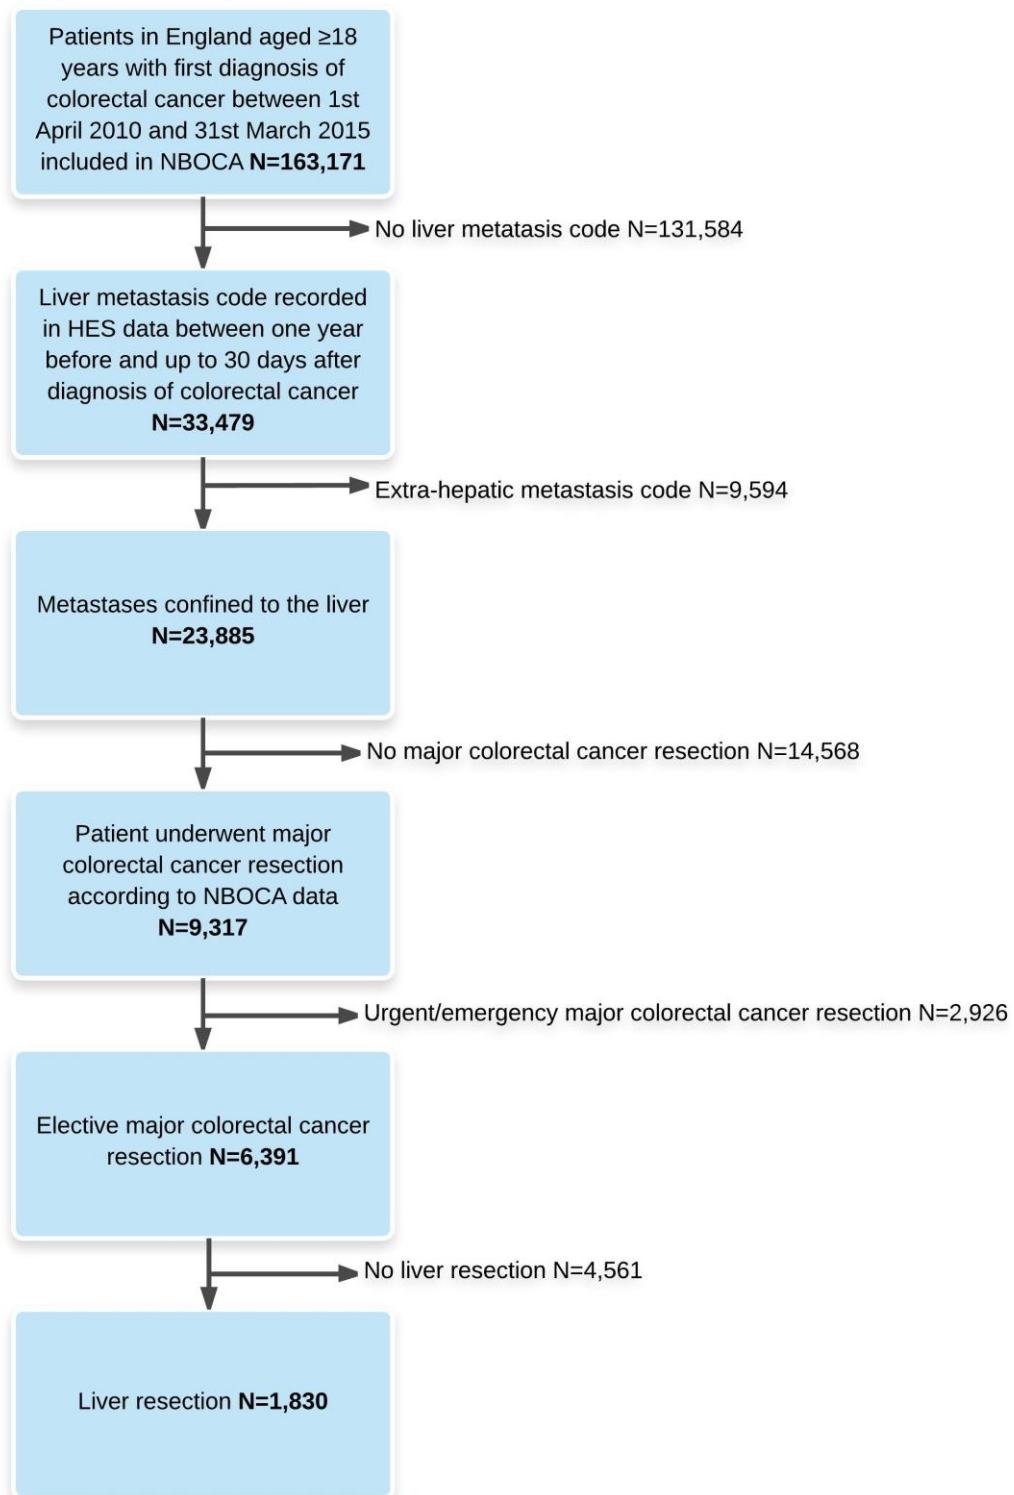 Patients in England aged ≥18
years with first diagnosis of
colorectal cancer between 1st
April 2010 and 31st March 2015
included in NBOCA N=163,171
No liver metatasis code N=131,584
Liver metastasis code recorded
in HES data between one year
before and up to 30 days after
diagnosis of colorectal cancer
N=33,479
Extra-hepatic metastasis code N=9,594
Metastases confined to the liver
N=23,885
No major colorectal cancer resection N=14,568
Patient underwent major
colorectal cancer resection
according to NBOCA data
N=9,317
Urgent/emergency major colorectal cancer resection N=2,926
Elective major colorectal cancer
resection N=6,391
No liver resection N=4,561
Liver resection N=1,830